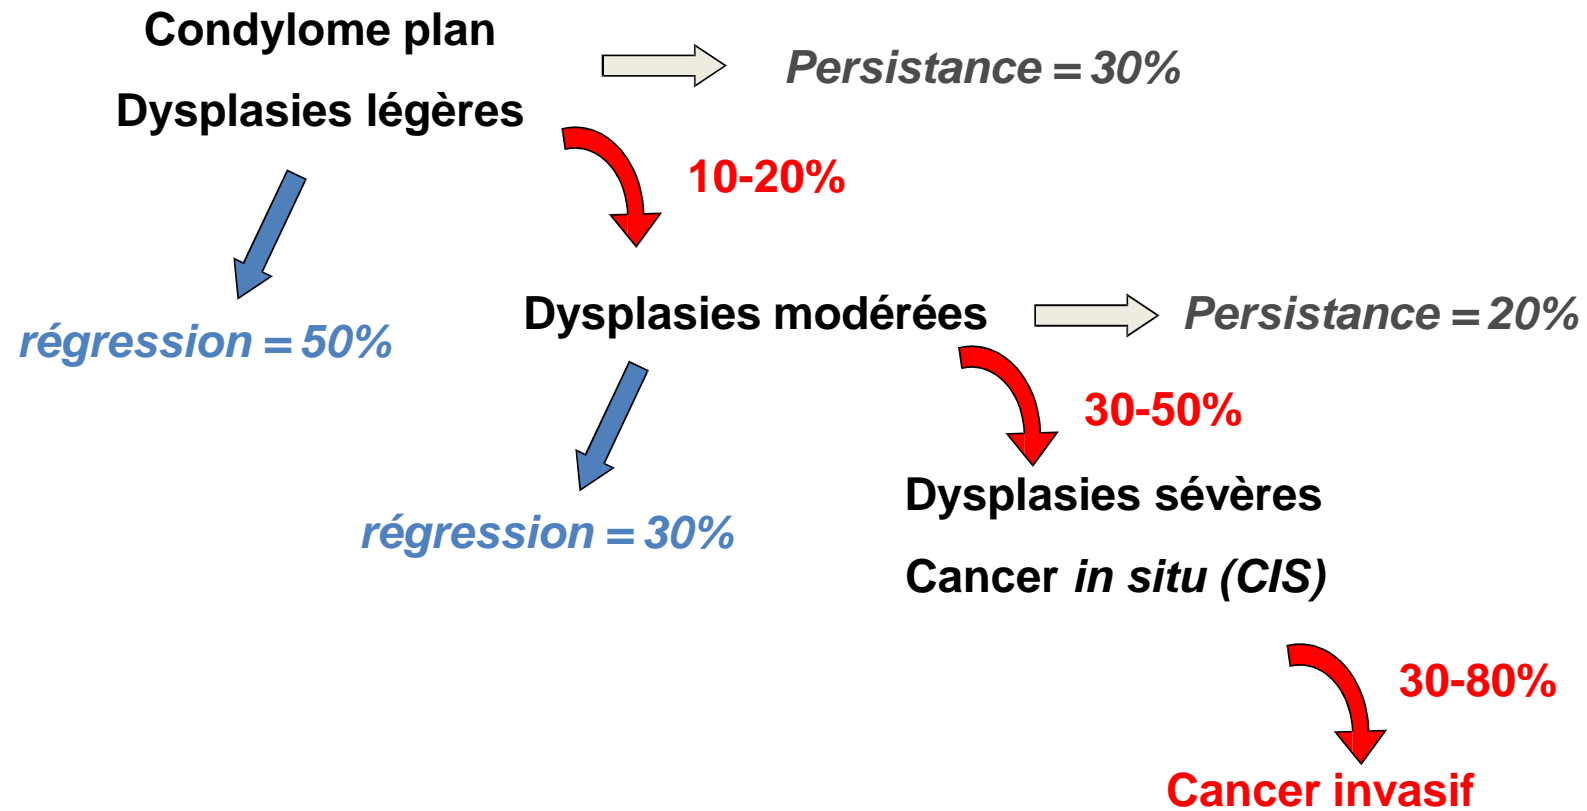 Condylome plan
Persistance = 30%
Dysplasies légères
10-20%
Dysplasies modérées
Persistance = 20%
régression = 50%
30-50%
Dysplasies sévères
régression = 30%
Cancer in situ (CIS)
30-80%
Cancer invasif